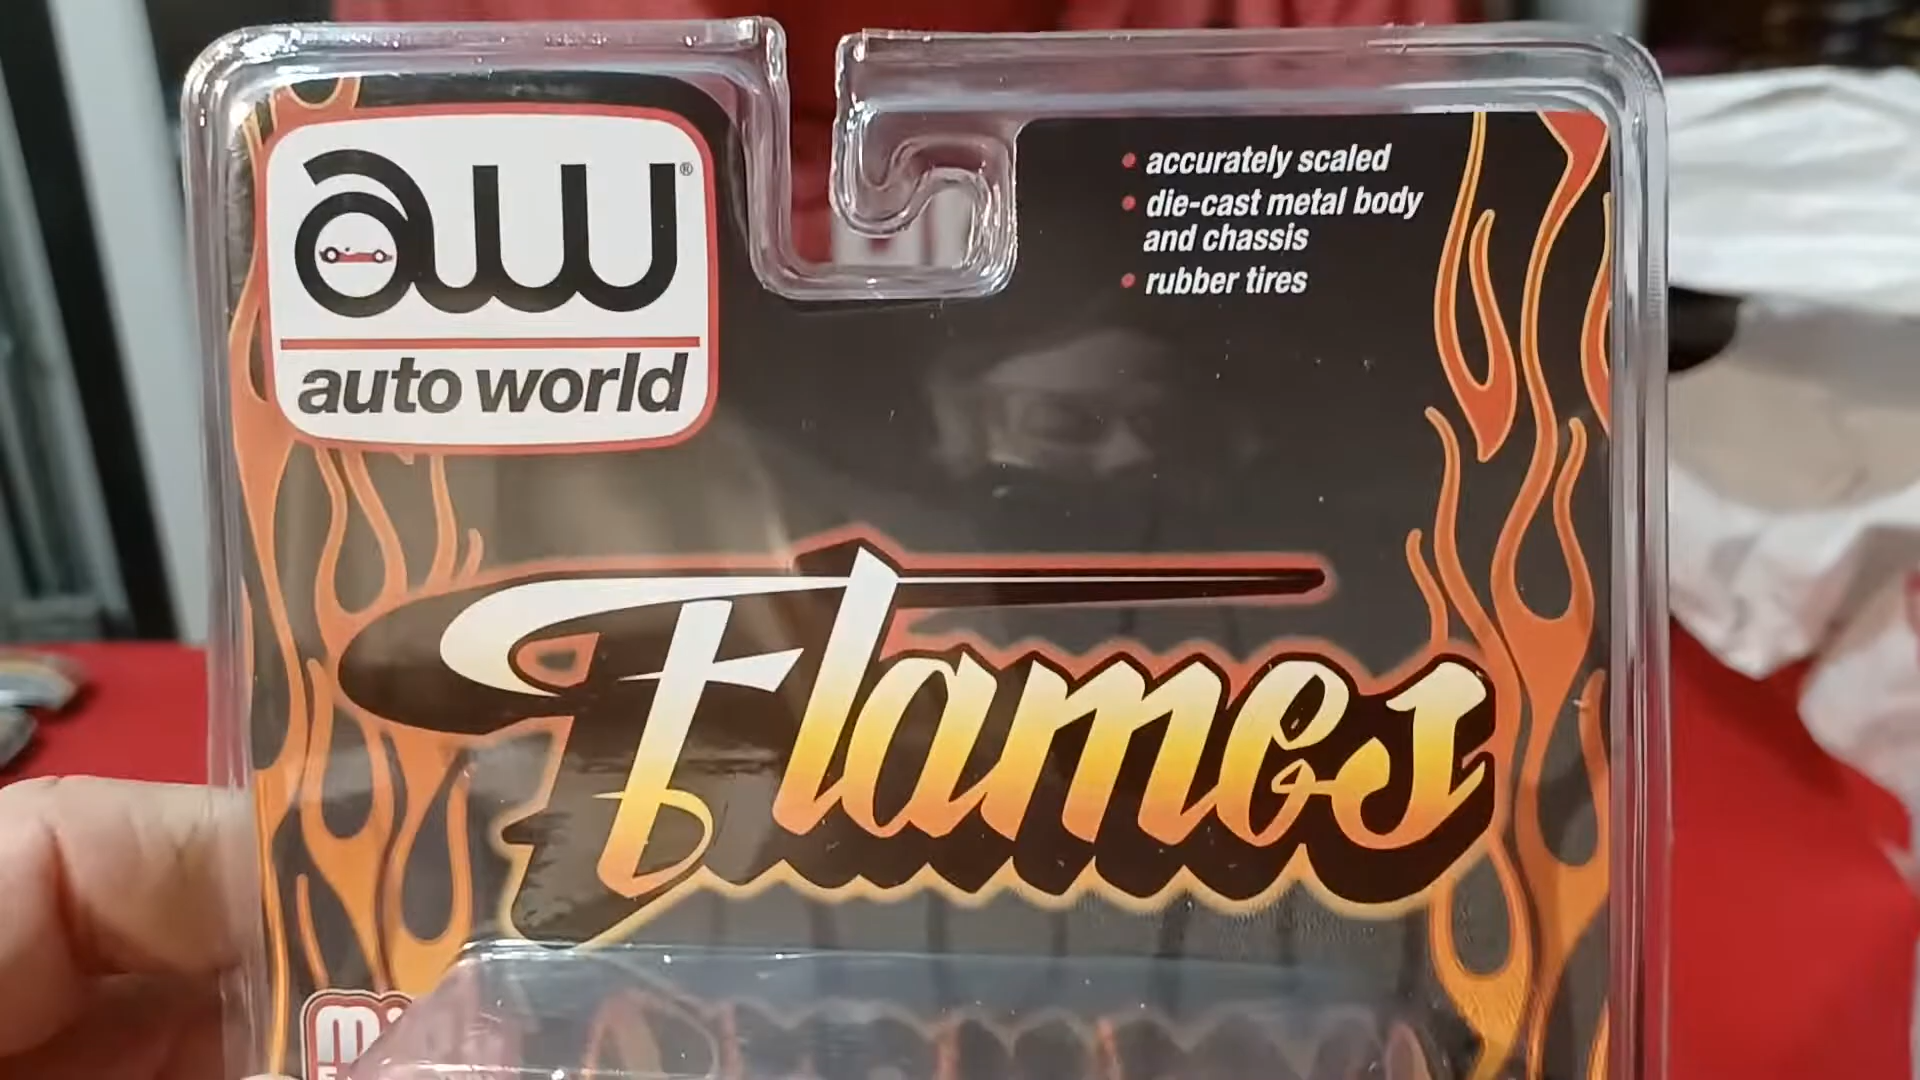 aw®
auto world
• accurately scaled
• die-cast metal body
and chassis
• rubber tires
Flames